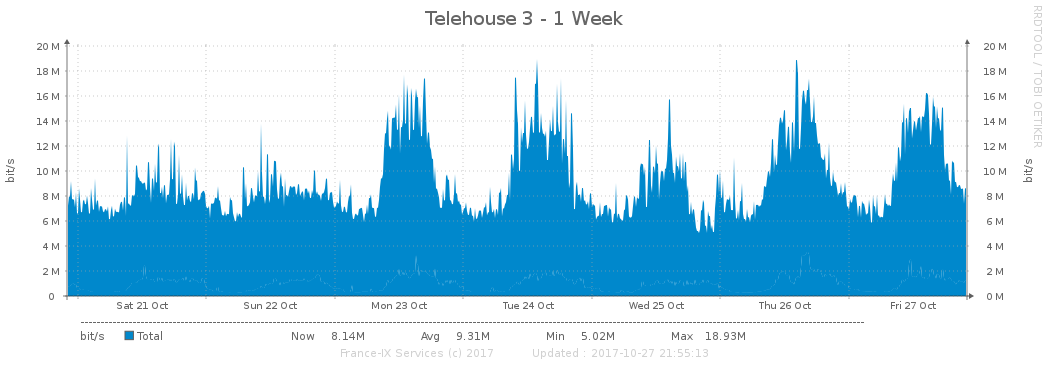 Telehouse 3 - 1 Week
RRDTOOL / TOBI OETIKER
bit/s
bit/s
20 M 20 M
18 M 18 M
16 M 16 M
14 M 14 M
12 M 12 M
10 M 10 M
8 M 8 M
6 M 6 M
4 M 4 M
2 M 2 M
0 0 M
Sat 21 Oct Sun 22 Oct Mon 23 Oct Tue 24 Oct Wed 25 Oct Thu 26 Oct Fri 27 Oct
bit/s Total Now 8.14M Avg 9.31M Min 5.02M Max 18.93M
France-IX Services (c) 2017 Updated : 2017-10-27 21:55:13